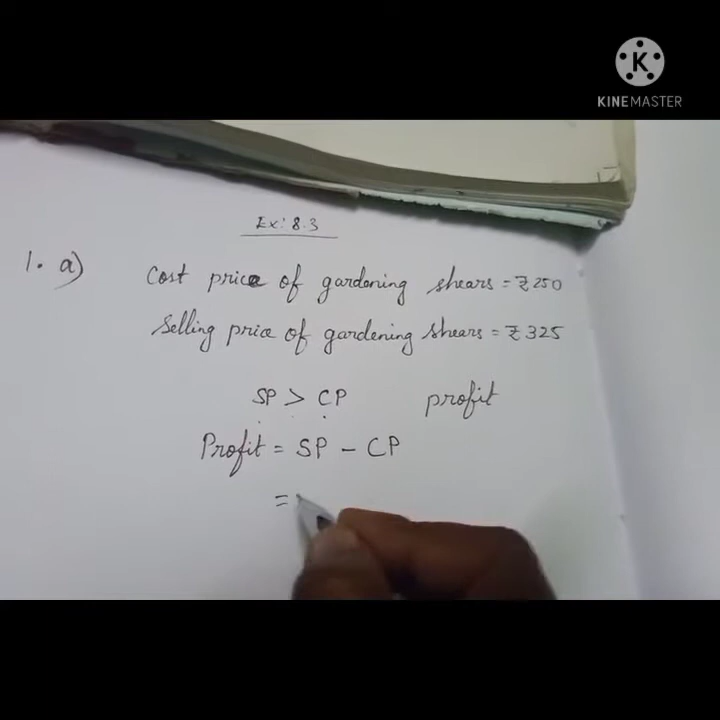 KINEMASTER
Ex: 8.3
1. a) Cost price of gardening shears = ₹250
Selling price of gardening shears = ₹325
SP > CP profit
Profit = SP - CP
=